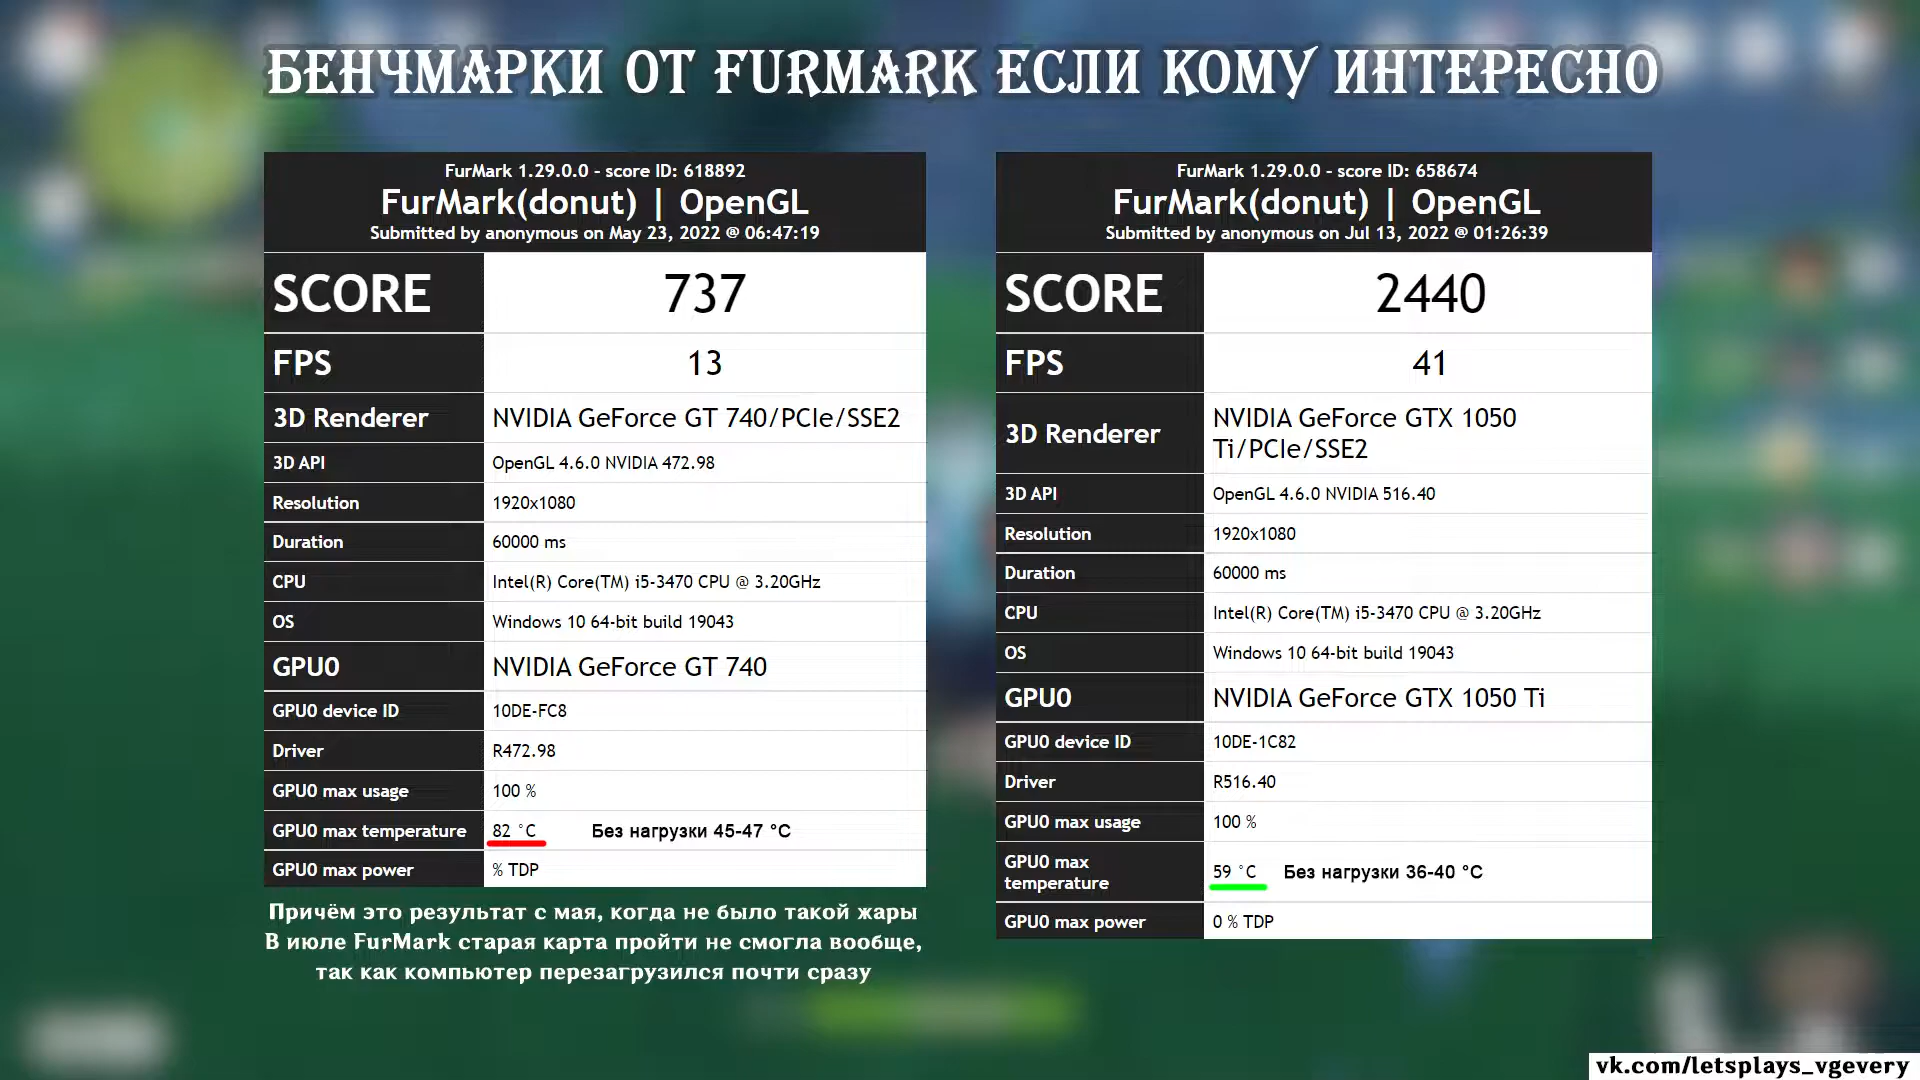 БЕНЧМАРКИ ОТ FURMARK ЕСЛИ КОМУ ИНТЕРЕСНО
FurMark 1.29.0.0 - score ID: 618892
FurMark(donut) | OpenGL
Submitted by anonymous on May 23, 2022 @ 06:47:19
SCORE 737
FPS 13
3D Renderer NVIDIA GeForce GT 740/PCIe/SSE2
3D API OpenGL 4.6.0 NVIDIA 472.98
Resolution 1920x1080
Duration 60000 ms
CPU Intel(R) Core(TM) i5-3470 CPU @ 3.20GHz
OS Windows 10 64-bit build 19043
GPU0 NVIDIA GeForce GT 740
GPU0 device ID 10DE-FC8
Driver R472.98
GPU0 max usage 100 %
GPU0 max temperature 82 °C Без нагрузки 45-47 °C
GPU0 max power % TDP
Причём это результат с мая, когда не было такой жары
В июле FurMark старая карта пройти не смогла вообще,
так как компьютер перезагрузился почти сразу
FurMark 1.29.0.0 - score ID: 658674
FurMark(donut) | OpenGL
Submitted by anonymous on Jul 13, 2022 @ 01:26:39
SCORE 2440
FPS 41
3D Renderer NVIDIA GeForce GTX 1050
Ti/PCIe/SSE2
3D API OpenGL 4.6.0 NVIDIA 516.40
Resolution 1920x1080
Duration 60000 ms
CPU Intel(R) Core(TM) i5-3470 CPU @ 3.20GHz
OS Windows 10 64-bit build 19043
GPU0 NVIDIA GeForce GTX 1050 Ti
GPU0 device ID 10DE-1C82
Driver R516.40
GPU0 max usage 100 %
GPU0 max
temperature 59 °C Без нагрузки 36-40 °C
GPU0 max power 0 % TDP
vk.com/letsplays_vgevery